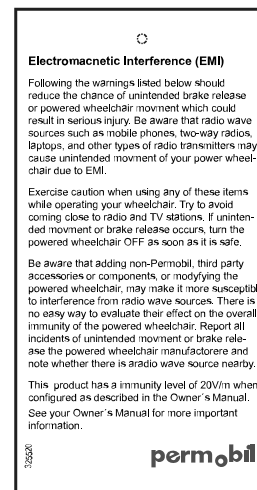 Electromacnetic Interference (EMI)
Following the warnings listed below should
reduce the chance of unintended brake release
or powered wheelchair movment which could
result in serious injury. Be aware that radio wave
sources such as mobile phones, two-way radios,
laptops, and other types of radio transmitters may
cause unintended movment of your power wheel-
chair due to EMI.
Exercise caution when using any of these items
while operating your wheelchair. Try to avoid
coming close to radio and TV stations. If uninten-
ded movment or brake release occurs, turn the
powered wheelchair OFF as soon as it is safe.
Be aware that adding non-Permobil, third party
accessories or components, or modyfying the
powered wheelchair, may make it more susceptibl
to interference from radio wave sources. There is
no easy way to evaluate their effect on the overall
immunity of the powered wheelchair. Report all
incidents of unintended movment or brake rele-
ase the powered wheelchair manufactorere and
note whether there is aradio wave source nearby.
This product has a immunity level of 20V/m when
configured as described in the Owner´s Manual.
See your Owner´s Manual for more important
information.
325520
permobil